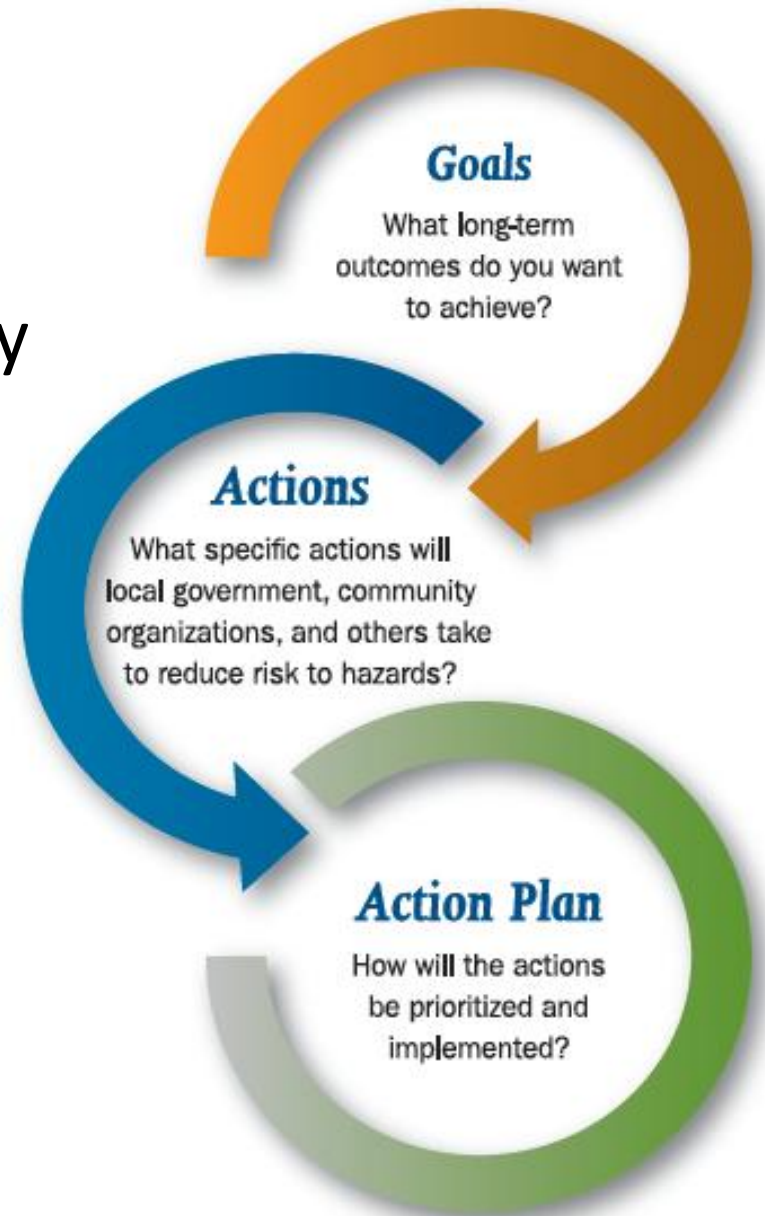 y
Goals
What long-term
outcomes do you want
to achieve?
Actions
What specific actions will
local government, community
organizations, and others take
to reduce risk to hazards?
Action Plan
How will the actions
be prioritized and
implemented?